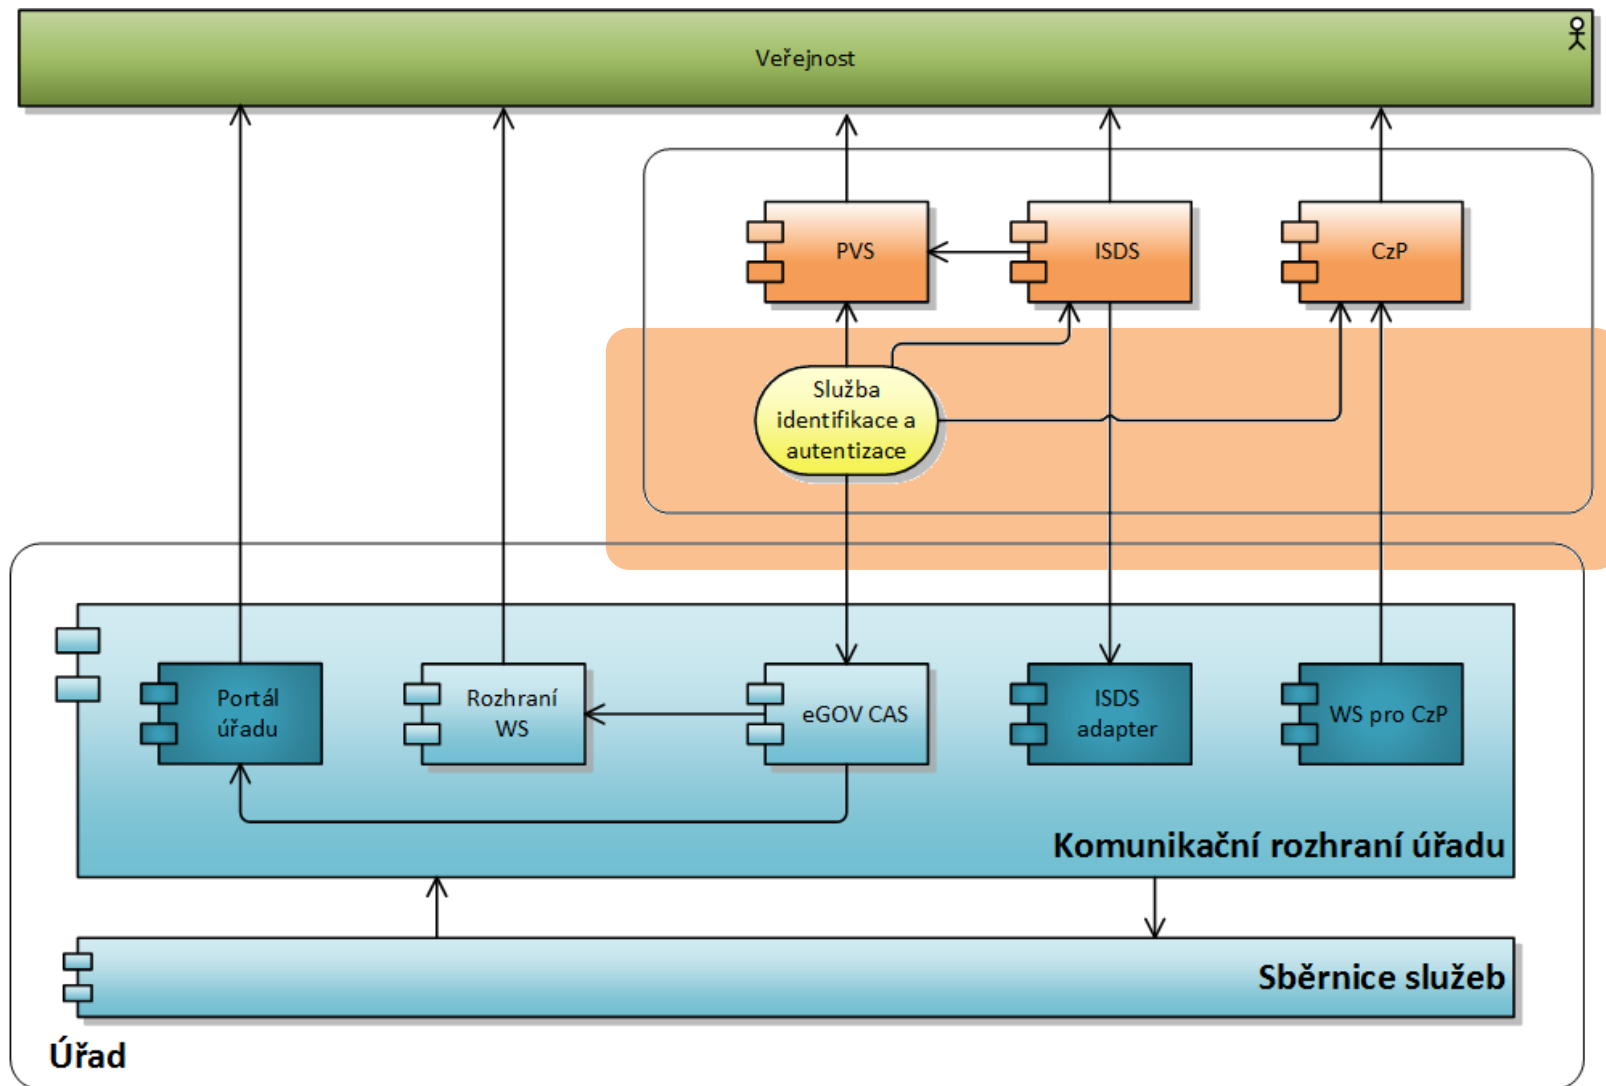 Veřejnost
PVS
ISDS
CzP
Služba
identifikace a
autentizace
Portál
úřadu
Rozhraní
WS
eGOV CAS
ISDS
adapter
WS pro CzP
Komunikační rozhraní úřadu
Sběrnice služeb
Úřad